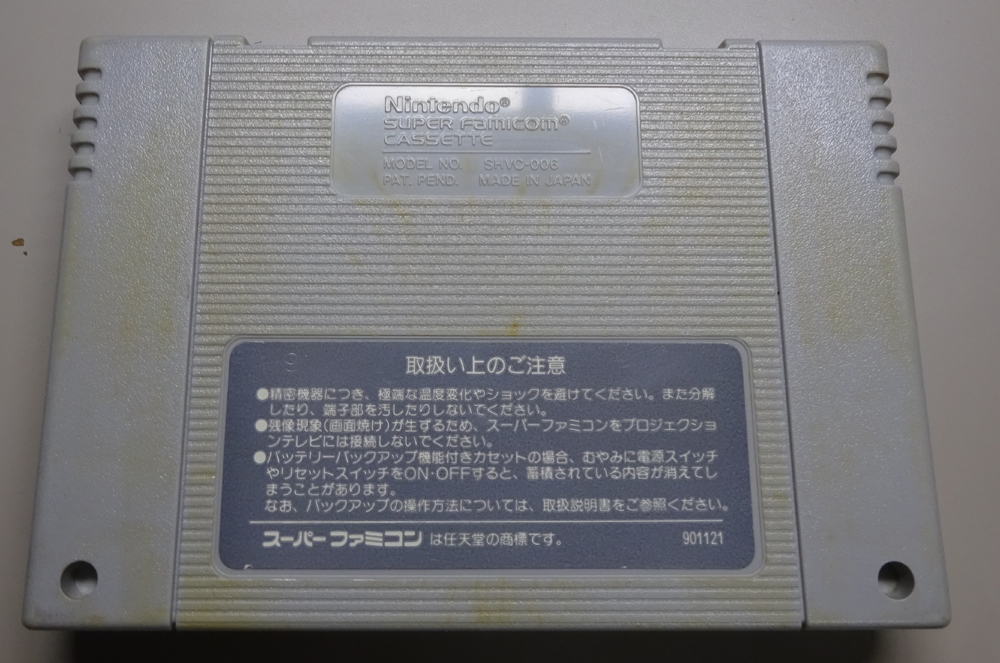 Nintendo®
SUPER FAMICOM®
CASSETTE
MODEL NO. SHVC-006
PAT. PEND. MADE IN JAPAN
9
取扱い上のご注意
●精密機器につき、極端な温度変化やショックを避けてください。また分解
したり、端子部を汚したりしないでください。
●残像現象(画面焼け)が生ずるため、スーパーファミコンをプロジェクショ
ンテレビには接続しないでください。
●バッテリーバックアップ機能付きカセットの場合、むやみに電源スイッチ
やリセットスイッチをON·OFFすると、蓄積されている内容が消えてし
まうことがあります。
なお、バックアップの操作方法については、取扱説明書をご参照ください。
スーパーファミコン は任天堂の商標です。 901121